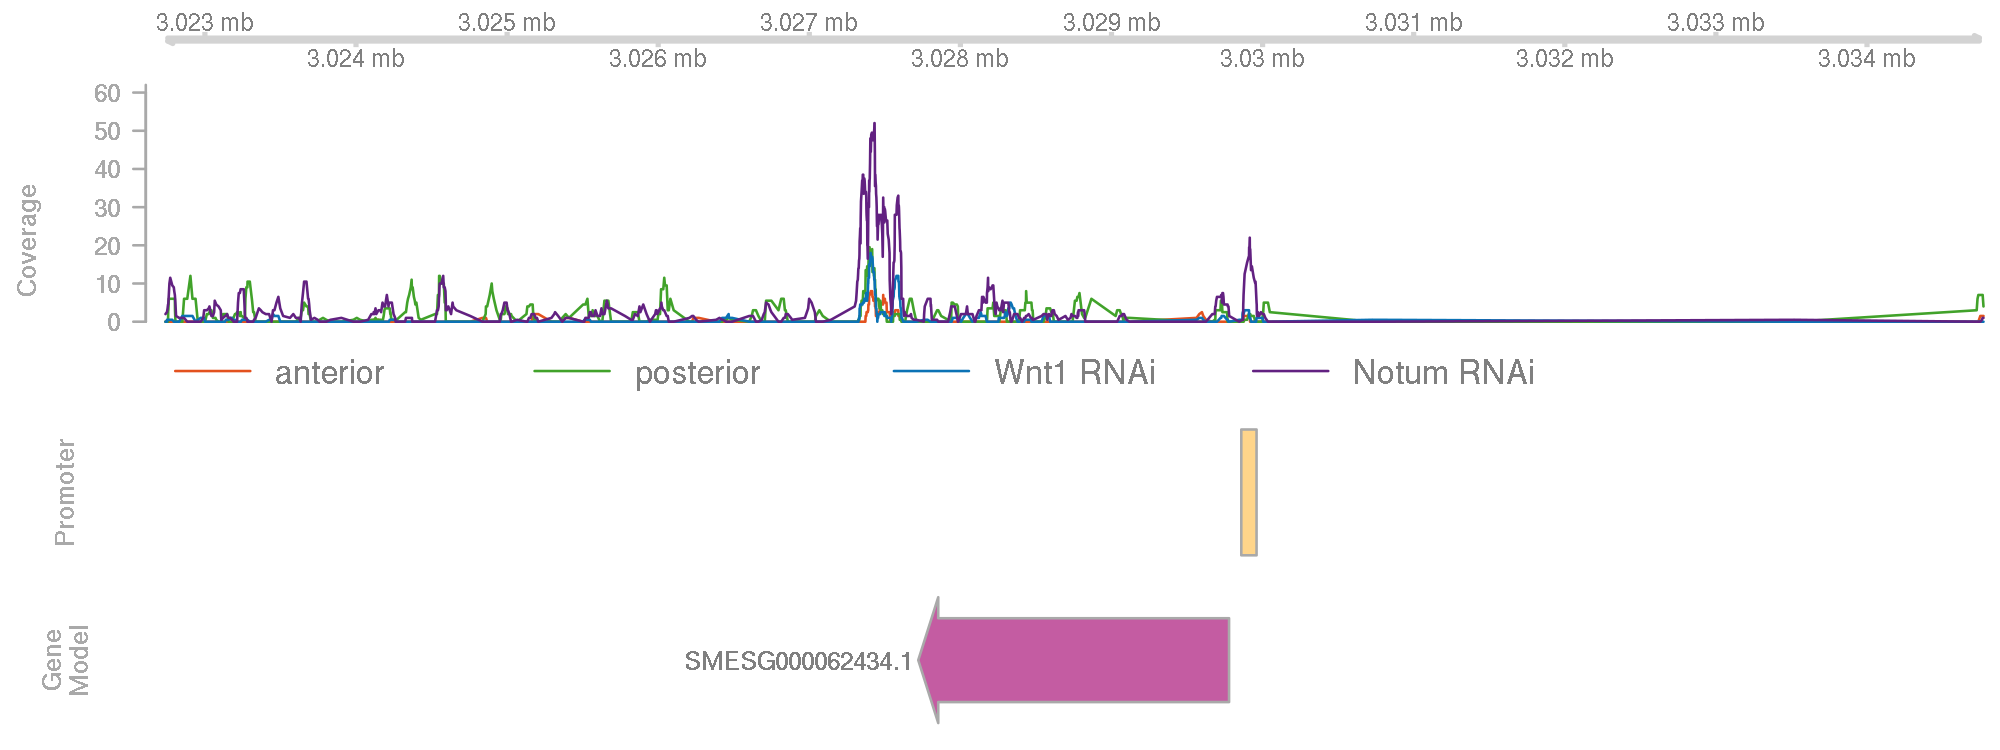 3.023 mb 3.025 mb 3.027 mb 3.029 mb 3.031 mb 3.033 mb
3.024 mb 3.026 mb 3.028 mb 3.03 mb 3.032 mb 3.034 mb
60
50
40
30
20
10
0
Coverage
anterior posterior Wnt1 RNAi Notum RNAi
Promoter
Gene
Model
SMESG000062434.1